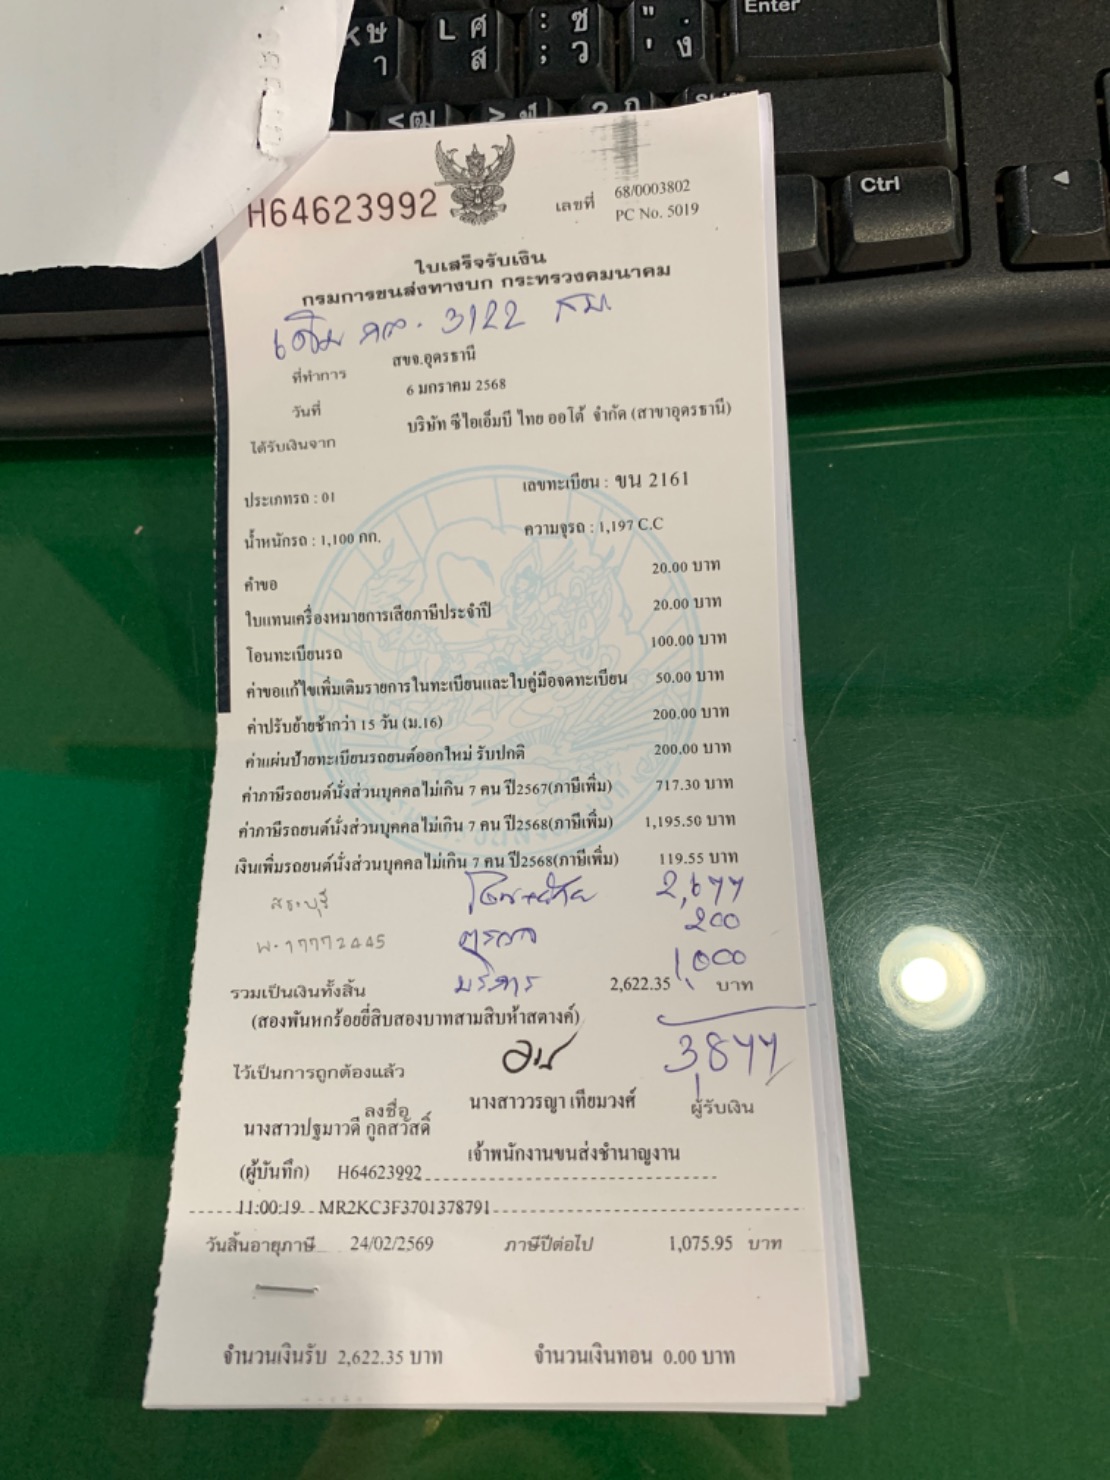 Enter
ษ
า
L ศ
ส
: ซ
; ว
" .
' ง
<ฒ
Ctrl
H64623992
เลขที่ 68/0003802
PC No. 5019
ใบเสร็จรับเงิน
กรมการขนส่งทางบก กระทรวงคมนาคม
เดิม 3122
ที่ทำการ สขจ.อุดรธานี
วันที่ 6 มกราคม 2568
ได้รับเงินจาก บริษัท ซีไอเอ็มบี ไทย ออโต้ จำกัด (สาขาอุดรธานี)
ประเภทรถ : 01 เลขทะเบียน : ขน 2161
น้ำหนักรถ : 1,100 กก. ความจุรถ : 1,197 C.C
คำขอ 20.00 บาท
ใบแทนเครื่องหมายการเสียภาษีประจำปี 20.00 บาท
โอนทะเบียนรถ 100.00 บาท
ค่าขอแก้ไขเพิ่มเติมรายการในทะเบียนและใบคู่มือจดทะเบียน 50.00 บาท
ค่าปรับย้ายช้ากว่า 15 วัน (ม.16) 200.00 บาท
ค่าแผ่นป้ายทะเบียนรถยนต์ออกใหม่ รับปกติ 200.00 บาท
ค่าภาษีรถยนต์นั่งส่วนบุคคลไม่เกิน 7 คน ปี2567(ภาษีเพิ่ม) 717.30 บาท
ค่าภาษีรถยนต์นั่งส่วนบุคคลไม่เกิน 7 คน ปี2568(ภาษีเพิ่ม) 1,195.50 บาท
เงินเพิ่มรถยนต์นั่งส่วนบุคคลไม่เกิน 7 คน ปี2568(ภาษีเพิ่ม) 119.55 บาท
สระบุรี 2,677
ตรวจ 200
บริการ 1,000
รวมเป็นเงินทั้งสิ้น 2,622.35 บาท
(สองพันหกร้อยยี่สิบสองบาทสามสิบห้าสตางค์)
3,877
ไว้เป็นการถูกต้องแล้ว
ลงชื่อ นางสาววรญา เทียมวงศ์ ผู้รับเงิน
นางสาวปฐมาวดี กูลสวัสดิ์
เจ้าพนักงานขนส่งชำนาญงาน
(ผู้บันทึก) H64623992
11:00:19 MR2KC3F3701378791
วันสิ้นอายุภาษี 24/02/2569 ภาษีปีต่อไป 1,075.95 บาท
จำนวนเงินรับ 2,622.35 บาท จำนวนเงินทอน 0.00 บาท